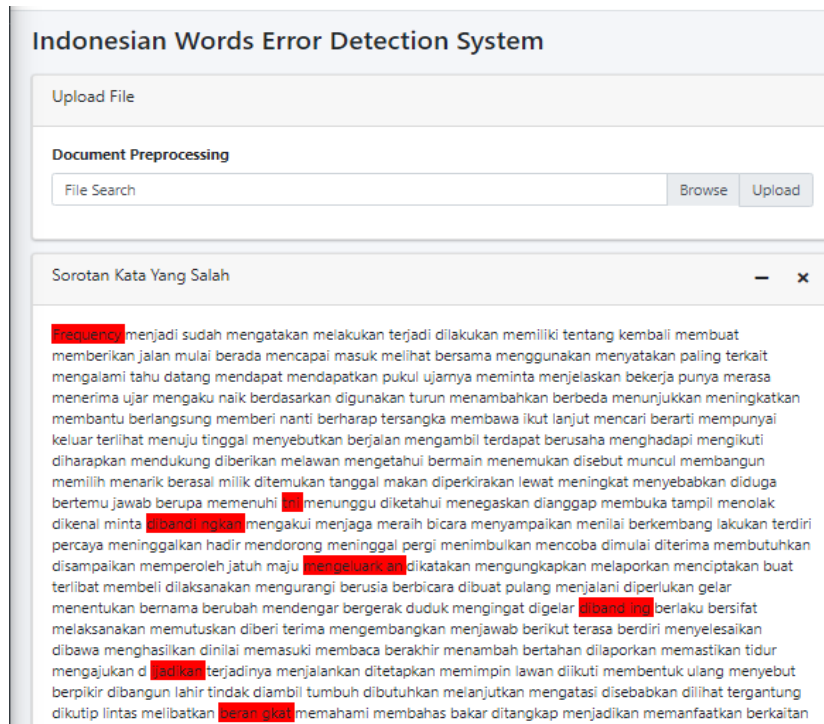 Indonesian Words Error Detection System
Upload File
Document Preprocessing
File Search Browse Upload
Sorotan Kata Yang Salah
Frequency menjadi sudah mengatakan melakukan terjadi dilakukan memiliki tentang kembali membuat
memberikan jalan mulai berada mencapai masuk melihat bersama menggunakan menyatakan paling terkait
mengalami tahu datang mendapat mendapatkan pukul ujarnya meminta menjelaskan bekerja punya merasa
menerima ujar mengaku naik berdasarkan digunakan turun menambahkan berbeda menunjukkan meningkatkan
membantu berlangsung memberi nanti berharap tersangka membawa ikut lanjut mencari berarti mempunyai
keluar terlihat menuju tinggal menyebutkan berjalan mengambil terdapat berusaha menghadapi mengikuti
diharapkan mendukung diberikan melawan mengetahui bermain menemukan disebut muncul membangun
memilih menarik berasal milik ditemukan tanggal makan diperkirakan lewat meningkat menyebabkan diduga
bertemu jawab berupa memenuhi tni menunggu diketahui menegaskan dianggap membuka tampil menolak
dikenal minta dibandi ngkan mengakui menjaga meraih bicara menyampaikan menilai berkembang lakukan terdiri
percaya meninggalkan hadir mendorong meninggal pergi menimbulkan mencoba dimulai diterima membutuhkan
disampaikan memperoleh jatuh maju mengeluark an dikatakan mengungkapkan melaporkan menciptakan buat
terlibat membeli dilaksanakan mengurangi berusia berbicara dibuat pulang menjalani diperlukan gelar
menentukan bernama berubah mendengar bergerak duduk mengingat digelar diband ing berlaku bersifat
melaksanakan memutuskan diberi terima mengembangkan menjawab berikut terasa berdiri menyelesaikan
dibawa menghasilkan dinilai memasuki membaca berakhir menambah bertahan dilaporkan memastikan tidur
mengajukan d ijadikan terjadinya menjalankan ditetapkan memimpin lawan diikuti membentuk ulang menyebut
berpikir dibangun lahir tindak diambil tumbuh dibutuhkan melanjutkan mengatasi disebabkan dilihat tergantung
dikutip lintas melibatkan beran gkat memahami membahas bakar ditangkap menjadikan memanfaatkan berkaitan